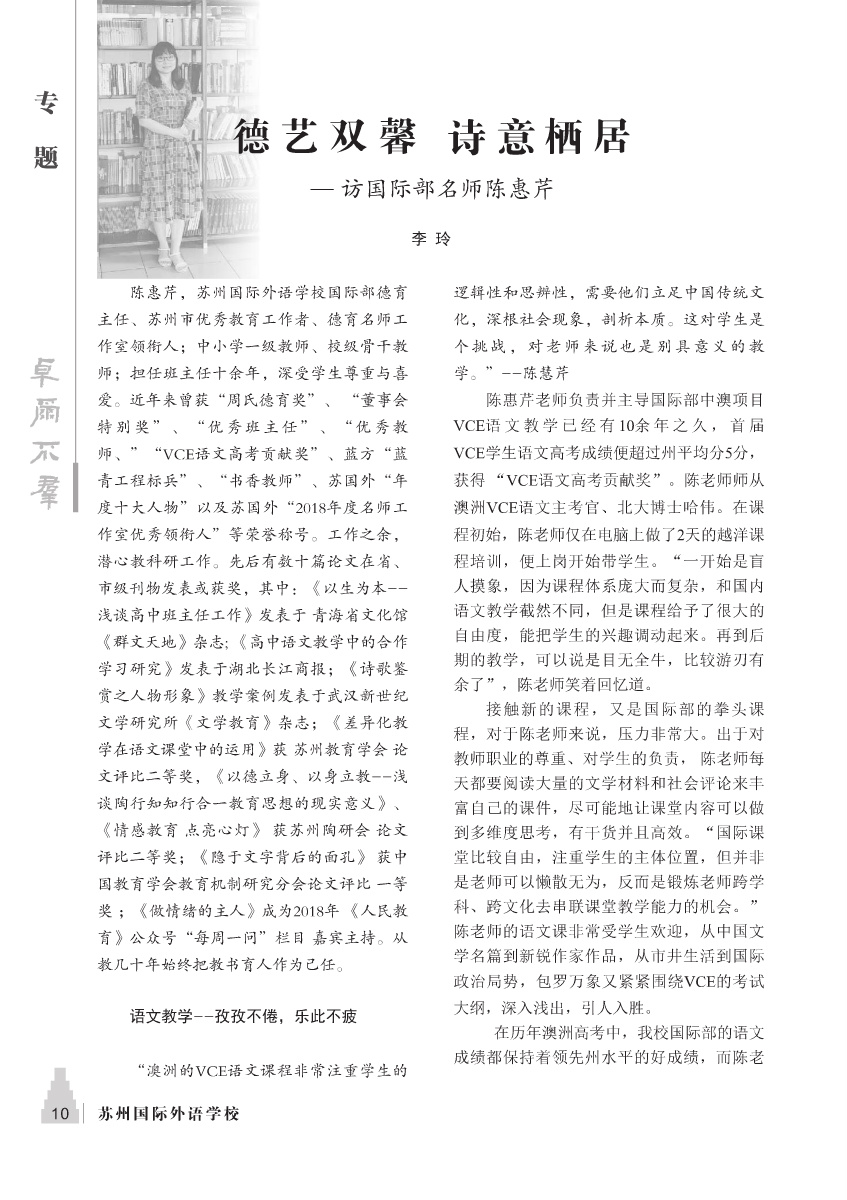 专
题
德艺双馨 诗意栖居
— 访国际部名师陈惠芹
李 玲
陈惠芹，苏州国际外语学校国际部德育
主任、苏州市优秀教育工作者、德育名师工
作室领衔人；中小学一级教师、校级骨干教
师；担任班主任十余年，深受学生尊重与喜
爱。近年来曾获“周氏德育奖”、 “董事会
特别奖”、 “优秀班主任”、 “优秀教
师、” “VCE语文高考贡献奖”、蓝方“蓝
青工程标兵”、 “书香教师”、苏国外“年
度十大人物”以及苏国外“2018年度名师工
作室优秀领衔人”等荣誉称号。工作之余，
潜心教科研工作。先后有数十篇论文在省、
市级刊物发表或获奖，其中：《以生为本--
浅谈高中班主任工作》发表于 青海省文化馆
《群文天地》杂志; 《高中语文教学中的合作
学习研究》发表于湖北长江商报；《诗歌鉴
赏之人物形象》教学案例发表于武汉新世纪
文学研究所《文学教育》杂志；《差异化教
学在语文课堂中的运用》获 苏州教育学会 论
文评比二等奖，《以德立身、以身立教--浅
谈陶行知知行合一教育思想的现实意义》、
《情感教育 点亮心灯》 获苏州陶研会 论文
评比二等奖；《隐于文字背后的面孔》 获中
国教育学会教育机制研究分会论文评比 一等
奖 ；《做情绪的主人》成为2018年 《人民教
育》公众号“每周一问”栏目 嘉宾主持。从
教几十年始终把教书育人作为己任。
语文教学--孜孜不倦，乐此不疲
“澳洲的VCE语文课程非常注重学生的
逻辑性和思辨性，需要他们立足中国传统文
化，深根社会现象，剖析本质。这对学生是
个挑战，对老师来说也是别具意义的教
学。”--陈慧芹
陈惠芹老师负责并主导国际部中澳项目
VCE语文教学已经有10余年之久，首届
VCE学生语文高考成绩便超过州平均分5分，
获得 “VCE语文高考贡献奖”。陈老师师从
澳洲VCE语文主考官、北大博士哈伟。在课
程初始，陈老师仅在电脑上做了2天的越洋课
程培训，便上岗开始带学生。“一开始是盲
人摸象，因为课程体系庞大而复杂，和国内
语文教学截然不同，但是课程给予了很大的
自由度，能把学生的兴趣调动起来。再到后
期的教学，可以说是目无全牛，比较游刃有
余了”，陈老师笑着回忆道。
接触新的课程，又是国际部的拳头课
程，对于陈老师来说，压力非常大。出于对
教师职业的尊重、对学生的负责， 陈老师每
天都要阅读大量的文学材料和社会评论来丰
富自己的课件，尽可能地让课堂内容可以做
到多维度思考，有干货并且高效。“国际课
堂比较自由，注重学生的主体位置，但并非
是老师可以懒散无为，反而是锻炼老师跨学
科、跨文化去串联课堂教学能力的机会。”
陈老师的语文课非常受学生欢迎，从中国文
学名篇到新锐作家作品，从市井生活到国际
政治局势，包罗万象又紧紧围绕VCE的考试
大纲，深入浅出，引人入胜。
在历年澳洲高考中，我校国际部的语文
成绩都保持着领先州水平的好成绩，而陈老
卓
尔
不
群
10 苏州国际外语学校